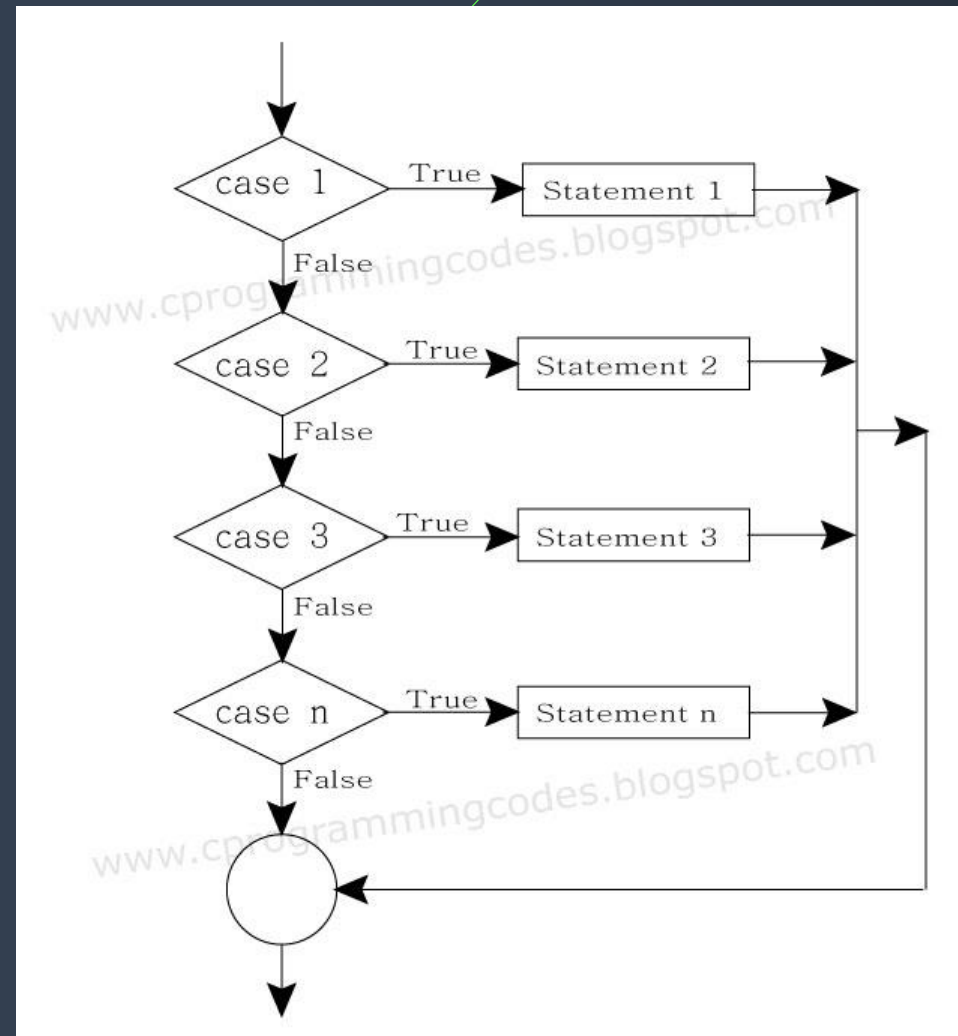 case 1
True
Statement 1
False
www.cprogrammingcodes.blogspot.com
case 2
True
Statement 2
False
case 3
True
Statement 3
False
case n
True
Statement n
False
www.cprogrammingcodes.blogspot.com